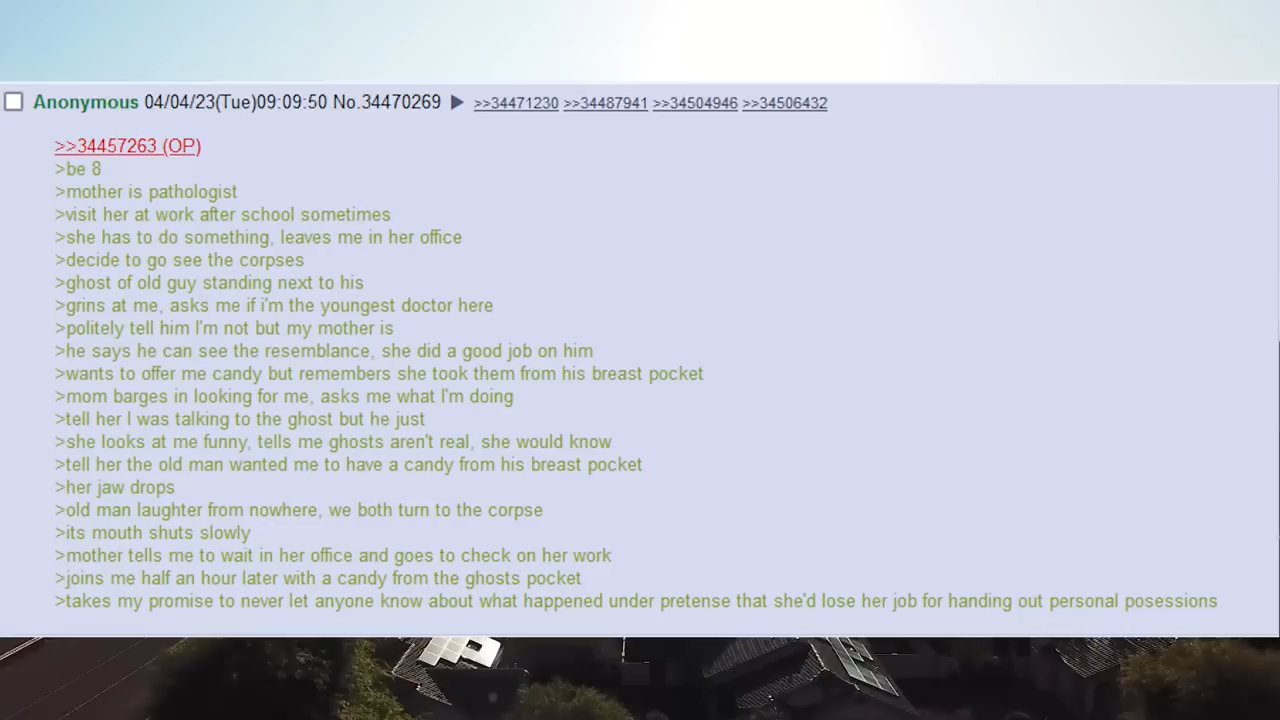 Anonymous 04/04/23(Tue)09:09:50 No.34470269 ▶ >>34471230 >>34487941 >>34504946 >>34506432
>>34457263 (OP)
>be 8
>mother is pathologist
>visit her at work after school sometimes
>she has to do something, leaves me in her office
>decide to go see the corpses
>ghost of old guy standing next to his
>grins at me, asks me if i'm the youngest doctor here
>politely tell him I'm not but my mother is
>he says he can see the resemblance, she did a good job on him
>wants to offer me candy but remembers she took them from his breast pocket
>mom barges in looking for me, asks me what I'm doing
>tell her I was talking to the ghost but he just
>she looks at me funny, tells me ghosts aren't real, she would know
>tell her the old man wanted me to have a candy from his breast pocket
>her jaw drops
>old man laughter from nowhere, we both turn to the corpse
>its mouth shuts slowly
>mother tells me to wait in her office and goes to check on her work
>joins me half an hour later with a candy from the ghosts pocket
>takes my promise to never let anyone know about what happened under pretense that she'd lose her job for handing out personal posessions